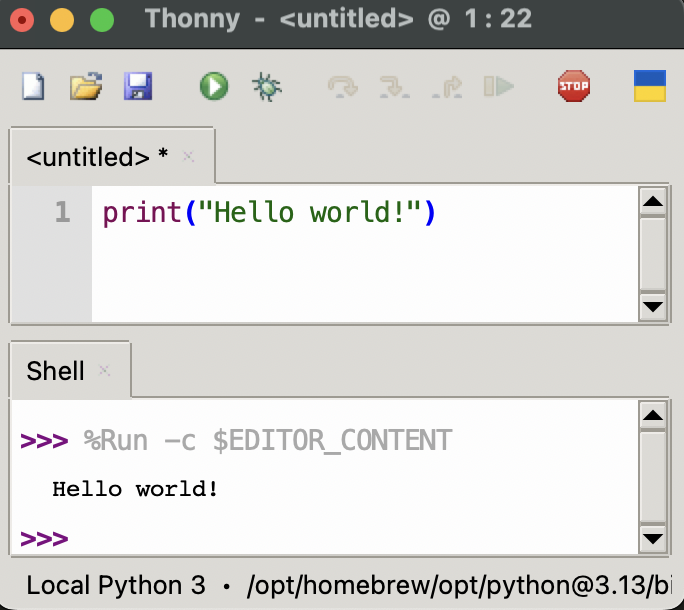 Thonny - <untitled> @ 1:22
STOP
<untitled> *
1 print("Hello world!")
Shell
>>> %Run -c $EDITOR_CONTENT
Hello world!
>>>
Local Python 3 • /opt/homebrew/opt/python@3.13/bi